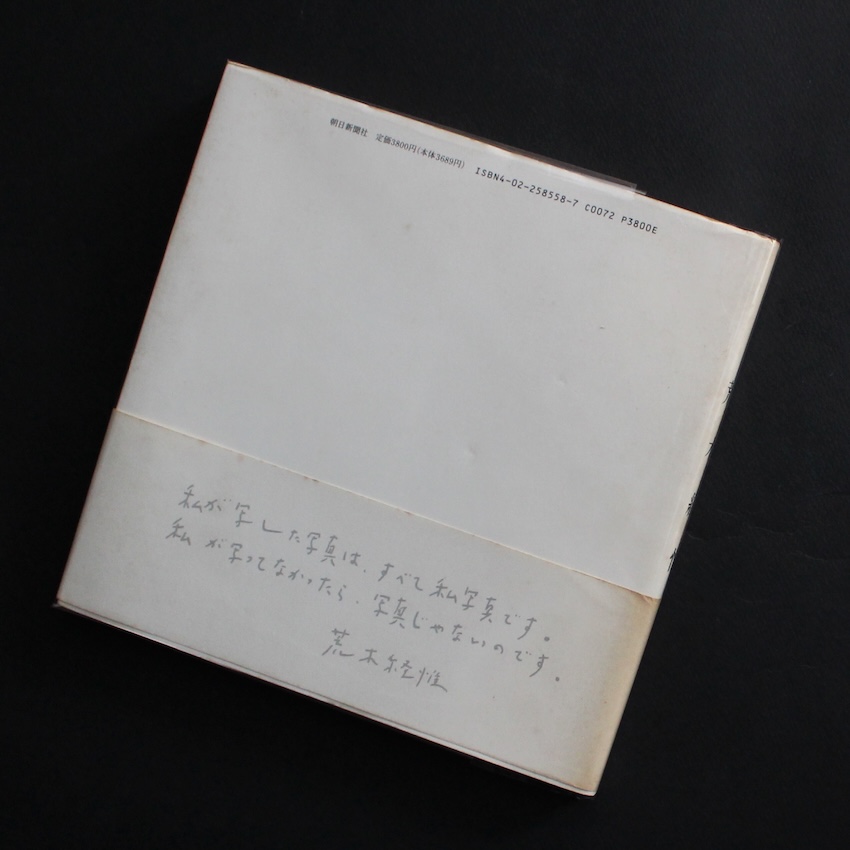 朝日新聞社 定価3800円(本体3689円) ISBN4-02-258558-7 C0072 P3800E
私が写した写真は、すべて私写真です。
私が写ってなかったら、写真じゃないのです。
荒木経惟